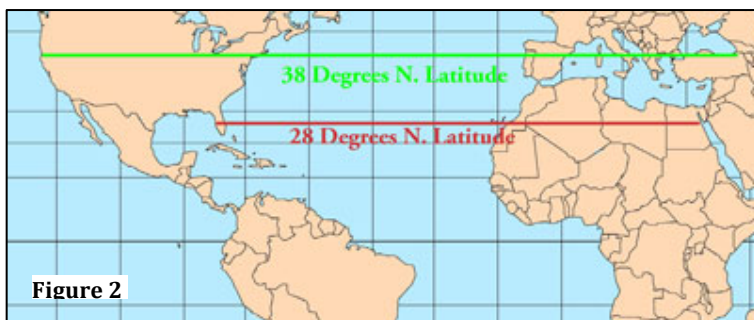 38 Degrees N. Latitude
28 Degrees N. Latitude
Figure 2